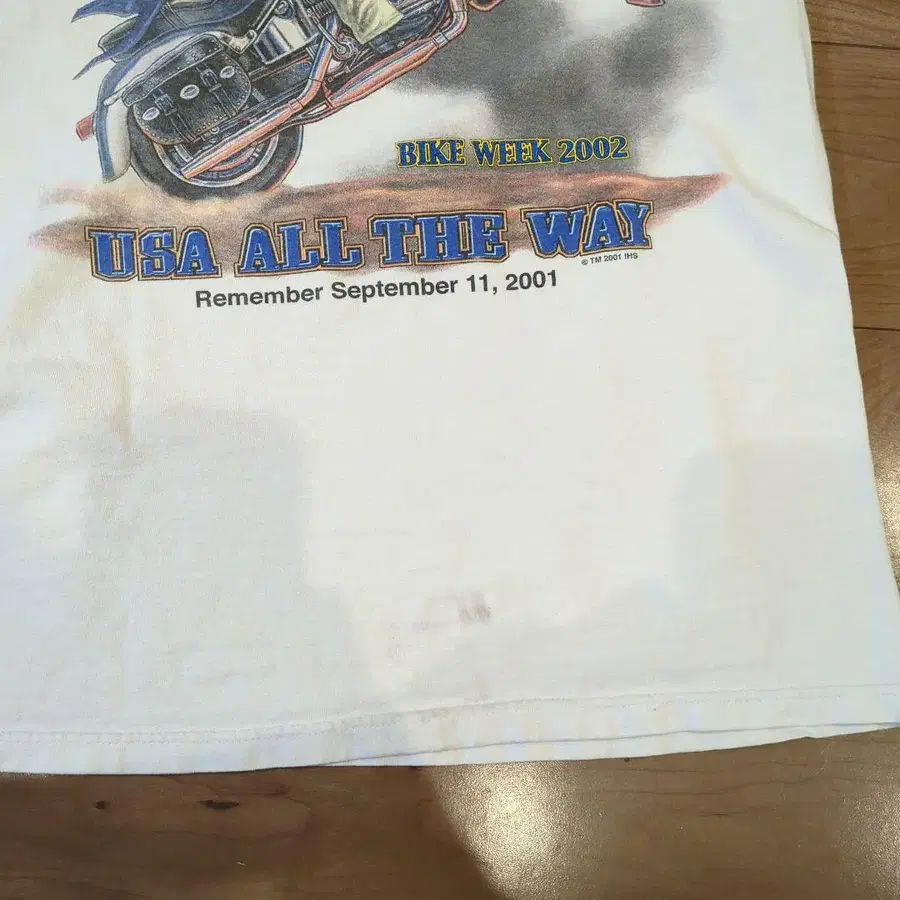 BIKE WEEK 2002
USA ALL THE WAY
© TM 2001 IHS
Remember September 11, 2001